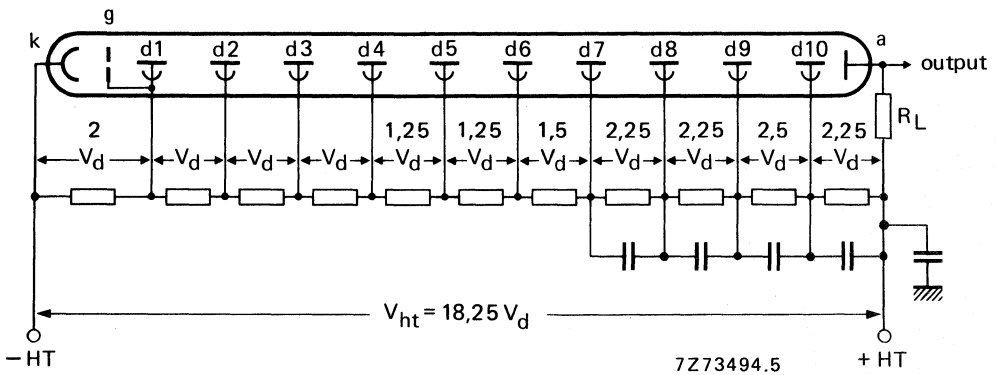 g
k d1 d2 d3 d4 d5 d6 d7 d8 d9 d10 a
output
R_L
2 1,25 1,25 1,5 2,25 2,25 2,5 2,25
V_d V_d V_d V_d V_d V_d V_d V_d V_d V_d V_d
V_ht = 18,25 V_d
− HT + HT
7Z73494.5